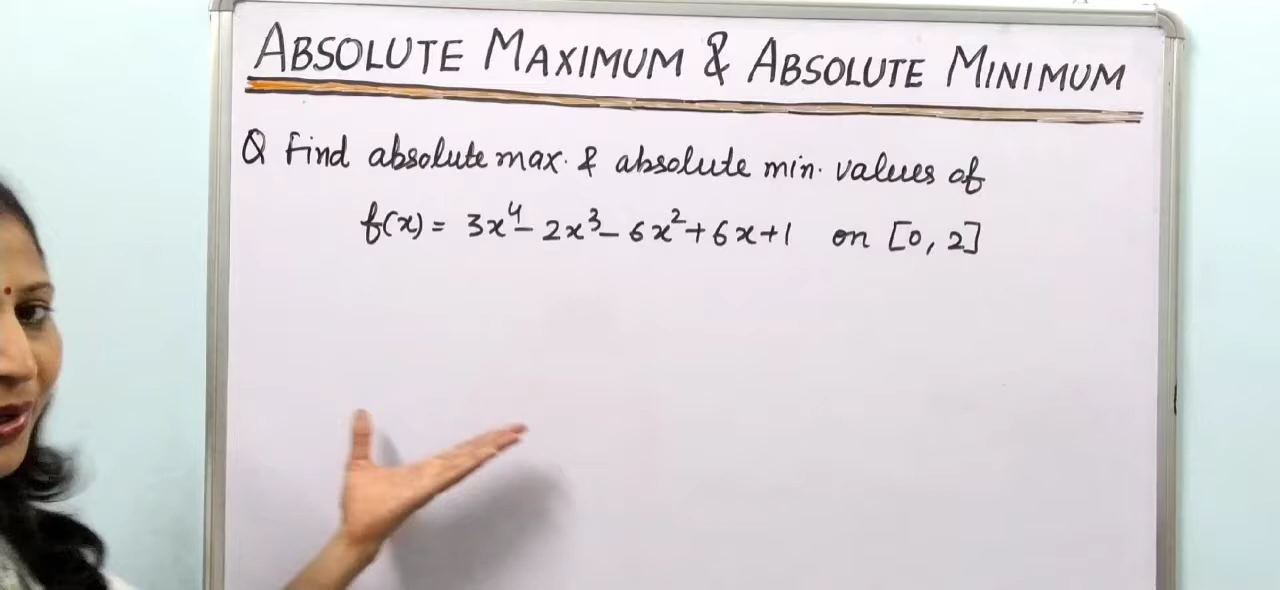 ABSOLUTE MAXIMUM & ABSOLUTE MINIMUM
Q Find absolute max. & absolute min. values of
f(x) = 3x⁴ - 2x³ - 6x² + 6x + 1 on [0, 2]